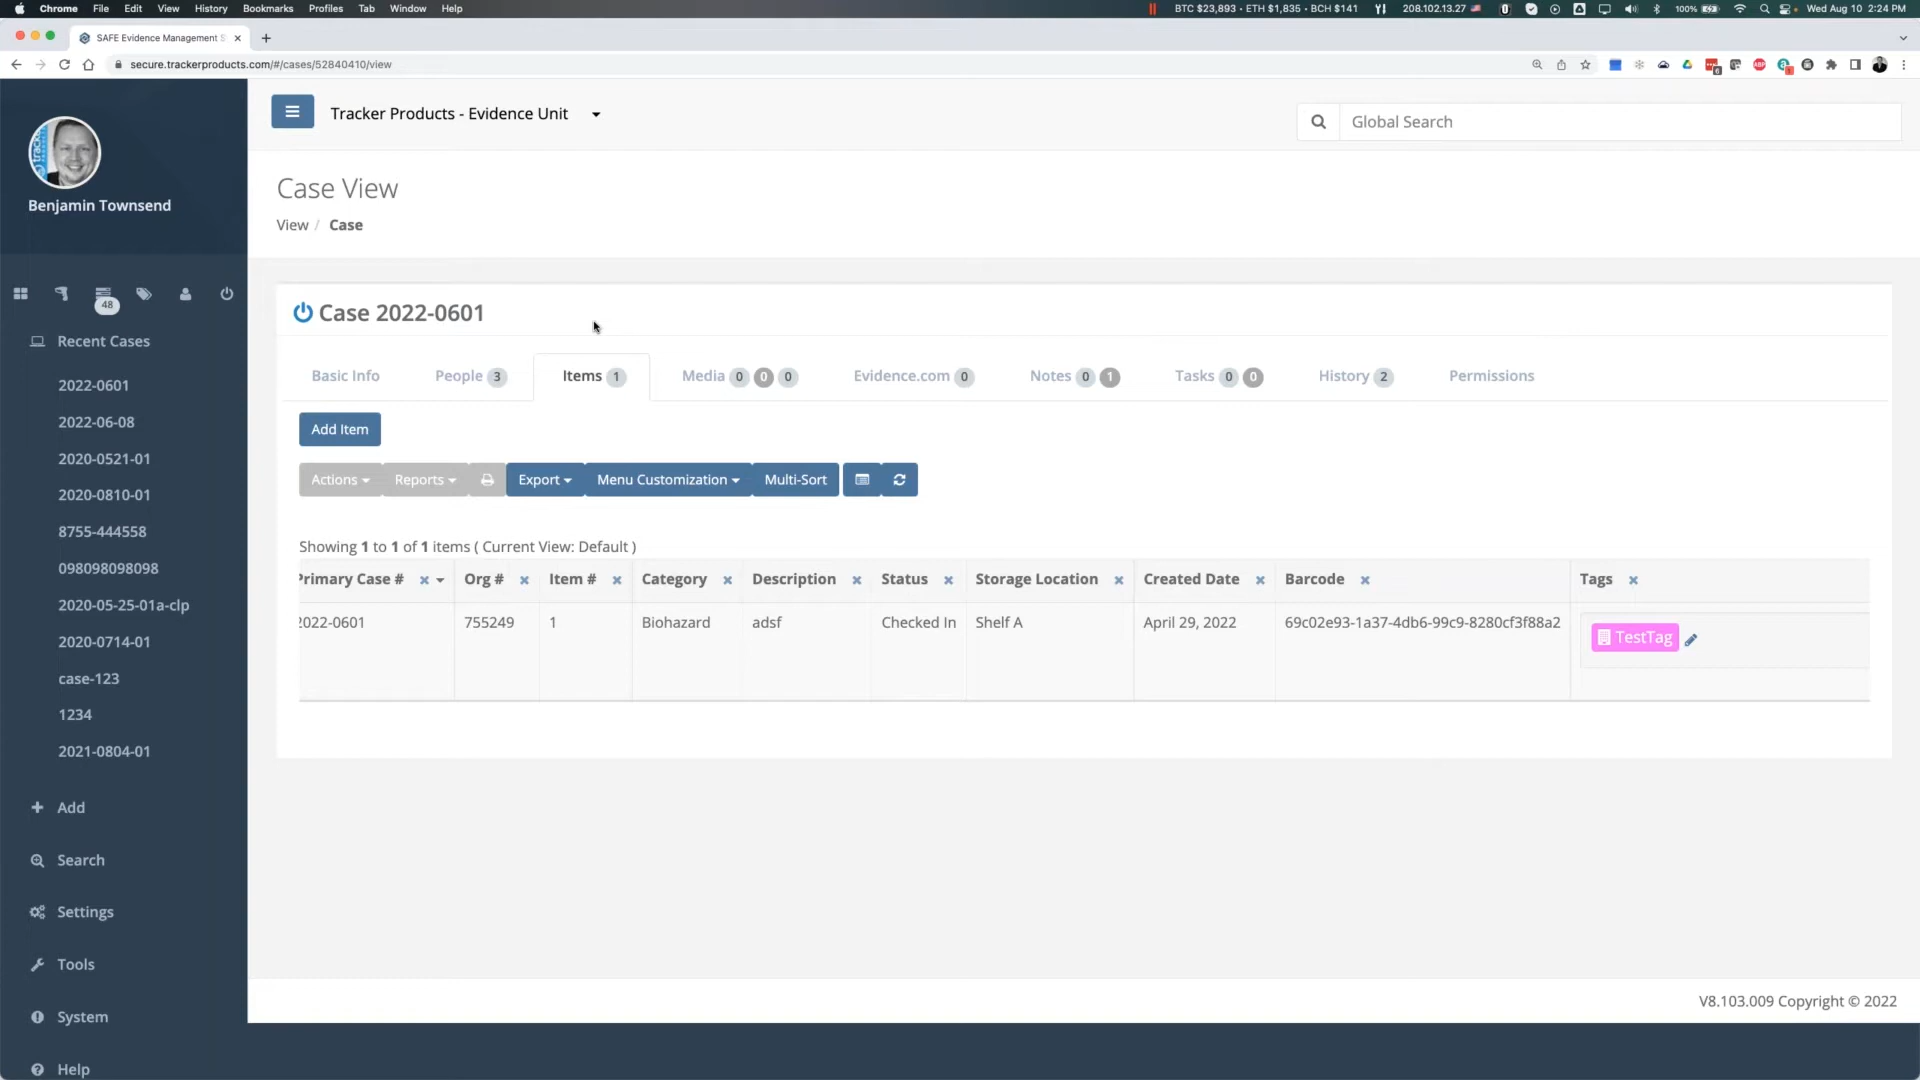 Chrome File Edit View History Bookmarks Profiles Tab Window Help
BTC $23,893 • ETH $1,835 • BCH $141 208.102.13.27 100% Wed Aug 10 2:24 PM
SAFE Evidence Management S
secure.trackerproducts.com/#/cases/52840410/view
Tracker Products - Evidence Unit
Global Search
Benjamin Townsend
Case View
View / Case
48
Recent Cases
2022-0601
2022-06-08
2020-0521-01
2020-0810-01
8755-444558
098098098098
2020-05-25-01a-clp
2020-0714-01
case-123
1234
2021-0804-01
Add
Search
Settings
Tools
System
Help
Case 2022-0601
Basic Info People 3 Items 1 Media 0 0 0 Evidence.com 0 Notes 0 1 Tasks 0 0 History 2 Permissions
Add Item
Actions Reports Export Menu Customization Multi-Sort
Showing 1 to 1 of 1 items ( Current View: Default )
Primary Case # Org # Item # Category Description Status Storage Location Created Date Barcode Tags
2022-0601 755249 1 Biohazard adsf Checked In Shelf A April 29, 2022 69c02e93-1a37-4db6-99c9-8280cf3f88a2 TestTag
V8.103.009 Copyright © 2022